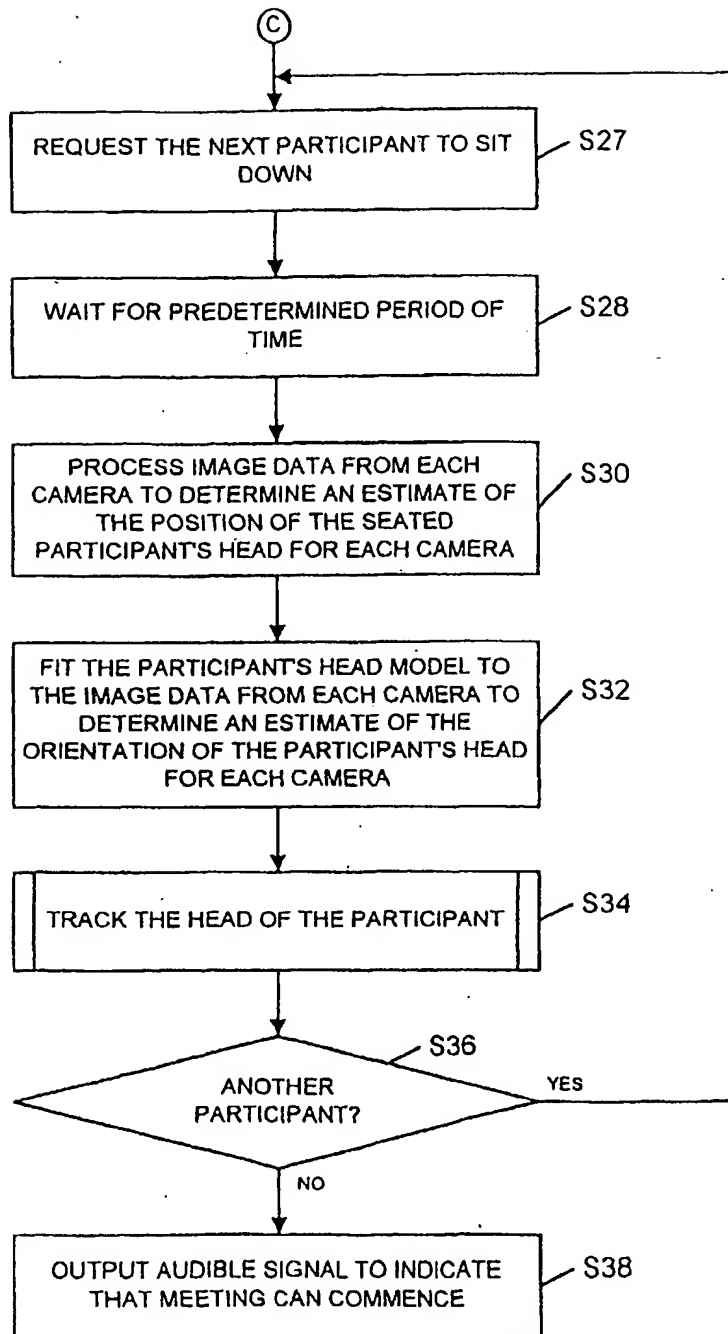 C
REQUEST THE NEXT PARTICIPANT TO SIT
DOWN
S27
WAIT FOR PREDETERMINED PERIOD OF
TIME
S28
PROCESS IMAGE DATA FROM EACH
CAMERA TO DETERMINE AN ESTIMATE OF
THE POSITION OF THE SEATED
PARTICIPANT'S HEAD FOR EACH CAMERA
S30
FIT THE PARTICIPANT'S HEAD MODEL TO
THE IMAGE DATA FROM EACH CAMERA TO
DETERMINE AN ESTIMATE OF THE
ORIENTATION OF THE PARTICIPANT'S HEAD
FOR EACH CAMERA
S32
TRACK THE HEAD OF THE PARTICIPANT
S34
S36
ANOTHER
PARTICIPANT?
YES
NO
OUTPUT AUDIBLE SIGNAL TO INDICATE
THAT MEETING CAN COMMENCE
S38